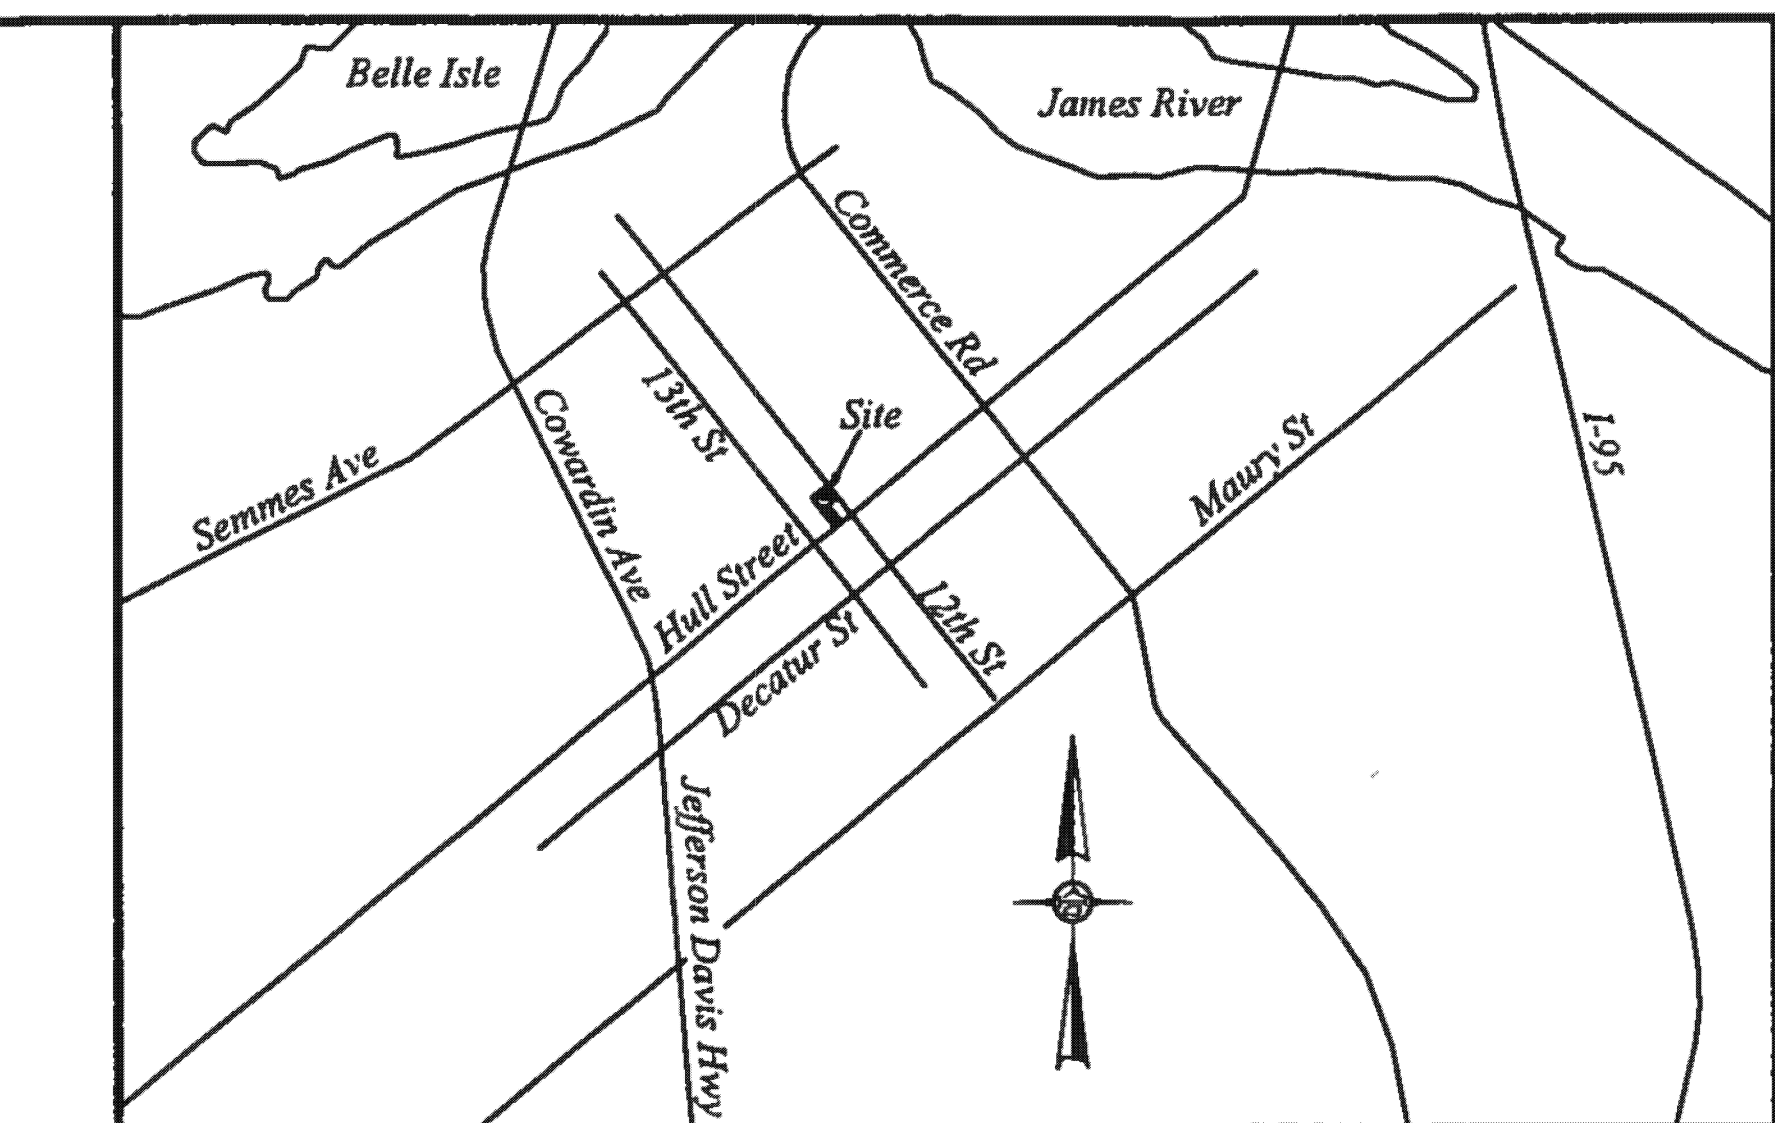 Belle Isle
James River
Commerce Rd
13th St
Site
Cowardin Ave
Semmes Ave
I-95
Maury St
Hull Street
12th St
Decatur St
Jefferson Davis Hwy